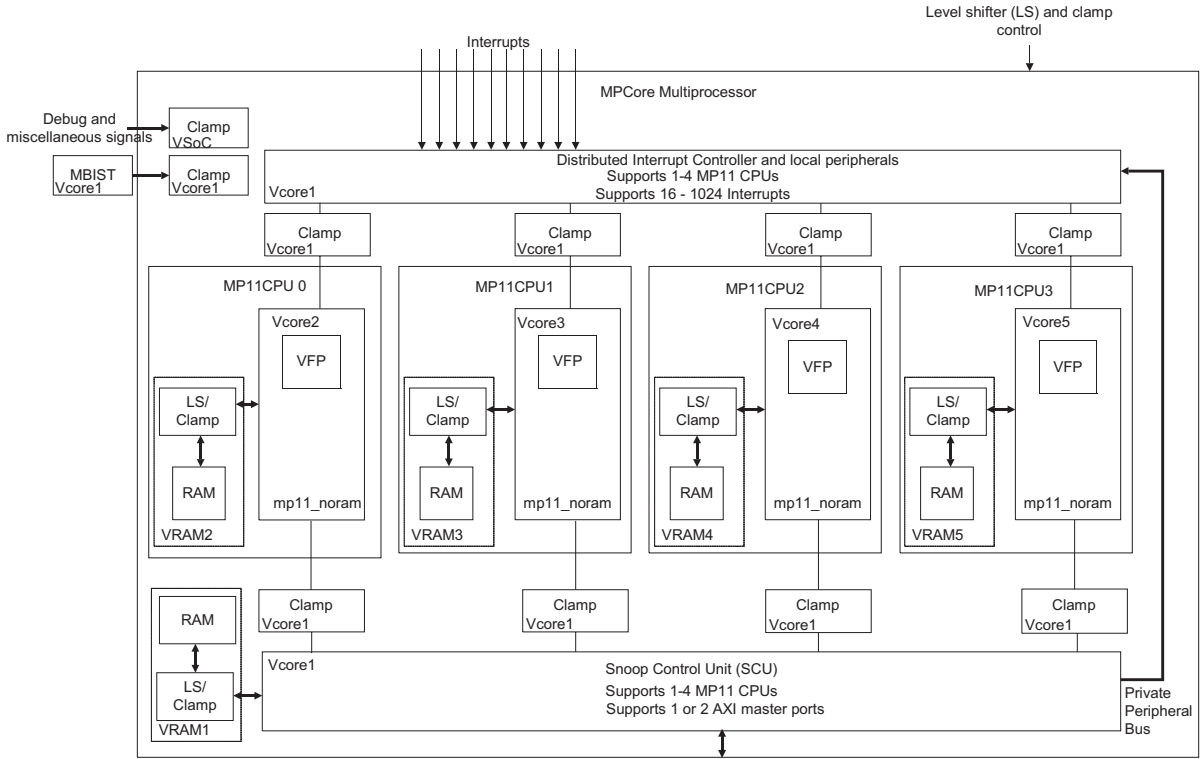 Level shifter (LS) and clamp
control
Interrupts
MPCore Multiprocessor
Debug and
miscellaneous signals
Clamp
VSoC
MBIST
Vcore1
Clamp
Vcore1
Distributed Interrupt Controller and local peripherals
Supports 1-4 MP11 CPUs
Supports 16 - 1024 Interrupts
Vcore1
Clamp
Vcore1
Clamp
Vcore1
Clamp
Vcore1
Clamp
Vcore1
MP11CPU 0
Vcore2
VFP
LS/
Clamp
RAM
VRAM2
mp11_noram
MP11CPU1
Vcore3
VFP
LS/
Clamp
RAM
VRAM3
mp11_noram
MP11CPU2
Vcore4
VFP
LS/
Clamp
RAM
VRAM4
mp11_noram
MP11CPU3
Vcore5
VFP
LS/
Clamp
RAM
VRAM5
mp11_noram
Clamp
Vcore1
Clamp
Vcore1
Clamp
Vcore1
Clamp
Vcore1
RAM
LS/
Clamp
VRAM1
Vcore1
Snoop Control Unit (SCU)
Supports 1-4 MP11 CPUs
Supports 1 or 2 AXI master ports
Private
Peripheral
Bus